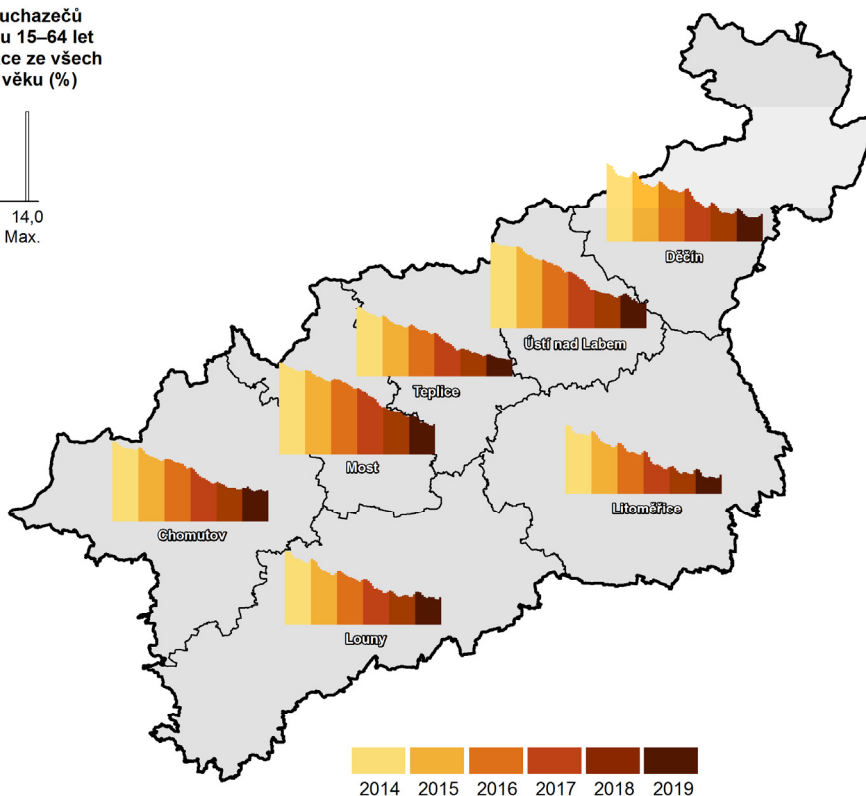 uchazečů
u 15–64 let
ce ze všech
věku (%)
14,0
Max.
Děčín
Ústí nad Labem
Teplice
Most
Litoměřice
Chomutov
Louny
2014 2015 2016 2017 2018 2019